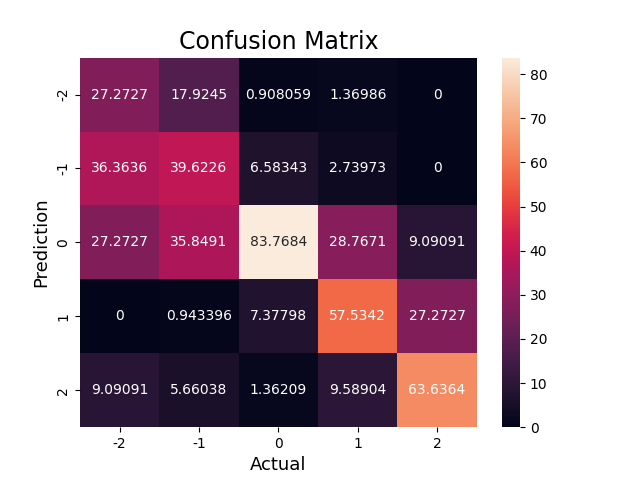 Confusion Matrix
-2 27.2727 17.9245 0.908059 1.36986 0
-1 36.3636 39.6226 6.58343 2.73973 0
0 27.2727 35.8491 83.7684 28.7671 9.09091
1 0 0.943396 7.37798 57.5342 27.2727
2 9.09091 5.66038 1.36209 9.58904 63.6364
-2 -1 0 1 2
Actual
Prediction
80
70
60
50
40
30
20
10
0